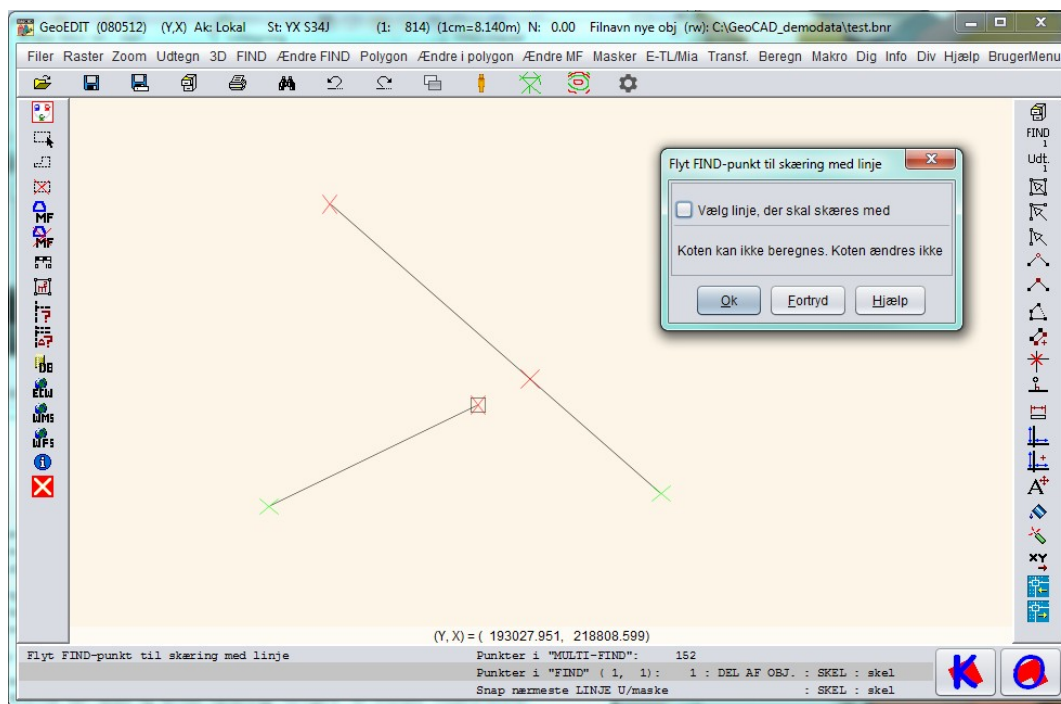 GeoEDIT (080512) (Y,X) Ak: Lokal St: YX S34J (1: 814) (1cm=8.140m) N: 0.00 Filnavn nye obj (rw): C:\GeoCAD_demodata\test.bnr
Filer Raster Zoom Udtegn 3D FIND Ændre FIND Polygon Ændre i polygon Ændre MF Masker E-TL/Mia Transf. Beregn Makro Dig Info Div Hjælp BrugerMenu
FIND
1
Udt.
1
MF
MF
DB
ECW
WMS
WFS
A
XY
Flyt FIND-punkt til skæring med linje
Vælg linje, der skal skæres med
Koten kan ikke beregnes. Koten ændres ikke
Ok Fortryd Hjælp
(Y, X) = ( 193027.951, 218808.599)
Flyt FIND-punkt til skæring med linje Punkter i "MULTI-FIND": 152
Punkter i "FIND" ( 1, 1): 1 : DEL AF OBJ. : SKEL : skel
Snap nærmeste LINJE U/maske : SKEL : skel
K O